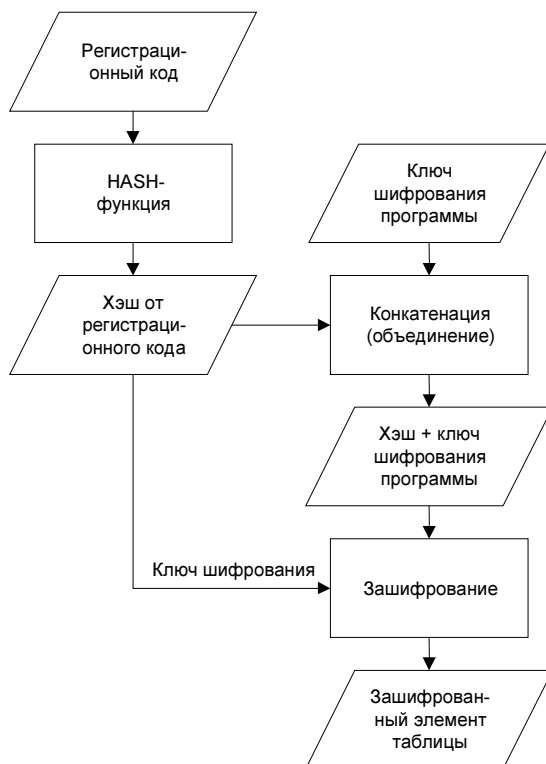 Регистраци-
онный код
HASH-
функция
Ключ
шифрования
программы
Хэш от
регистраци-
онного кода
Конкатенация
(объединение)
Хэш + ключ
шифрования
программы
Ключ шифрования
Зашифрование
Зашифрован-
ный элемент
таблицы